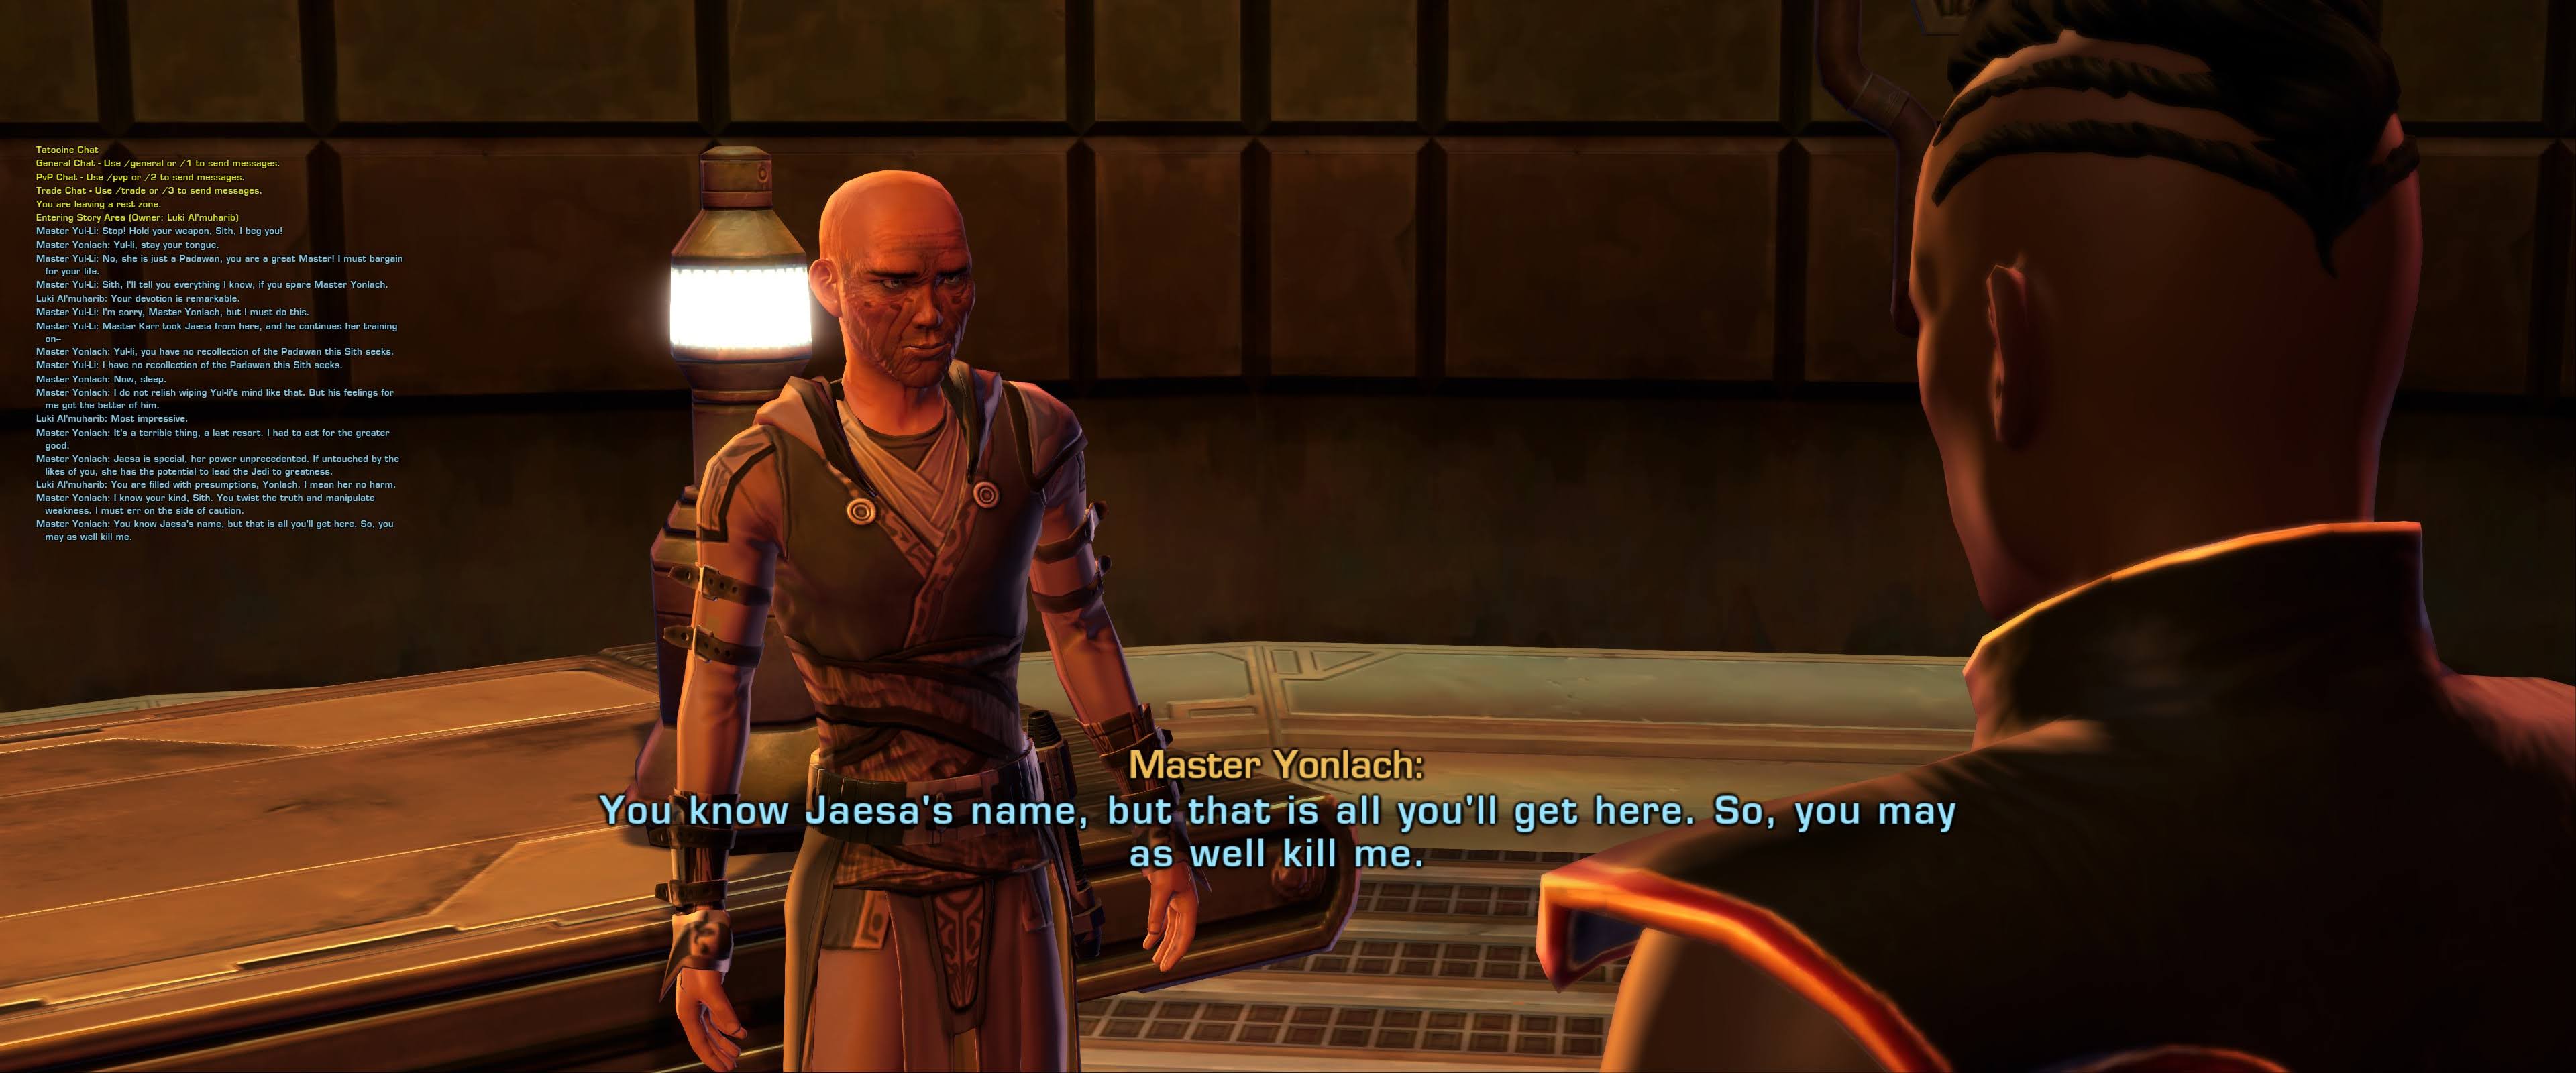 Tatooine Chat
General Chat - Use /general or /1 to send messages.
PvP Chat - Use /pvp or /2 to send messages.
Trade Chat - Use /trade or /3 to send messages.
You are leaving a rest zone.
Entering Story Area (Owner: Luki Al'muharib)
Master Yul-Li: Stop! Hold your weapon, Sith, I beg you!
Master Yonlach: Yul-li, stay your tongue.
Master Yul-Li: No, she is just a Padawan, you are a great Master! I must bargain
for your life.
Master Yul-Li: Sith, I'll tell you everything I know, if you spare Master Yonlach.
Luki Al'muharib: Your devotion is remarkable.
Master Yul-Li: I'm sorry, Master Yonlach, but I must do this.
Master Yul-Li: Master Karr took Jaesa from here, and he continues her training
on—
Master Yonlach: Yul-li, you have no recollection of the Padawan this Sith seeks.
Master Yul-Li: I have no recollection of the Padawan this Sith seeks.
Master Yonlach: Now, sleep.
Master Yonlach: I do not relish wiping Yul-li's mind like that. But his feelings for
me got the better of him.
Luki Al'muharib: Most impressive.
Master Yonlach: It's a terrible thing, a last resort. I had to act for the greater
good.
Master Yonlach: Jaesa is special, her power unprecedented. If untouched by the
likes of you, she has the potential to lead the Jedi to greatness.
Luki Al'muharib: You are filled with presumptions, Yonlach. I mean her no harm.
Master Yonlach: I know your kind, Sith. You twist the truth and manipulate
weakness. I must err on the side of caution.
Master Yonlach: You know Jaesa's name, but that is all you'll get here. So, you
may as well kill me.
Master Yonlach:
You know Jaesa's name, but that is all you'll get here. So, you may
as well kill me.